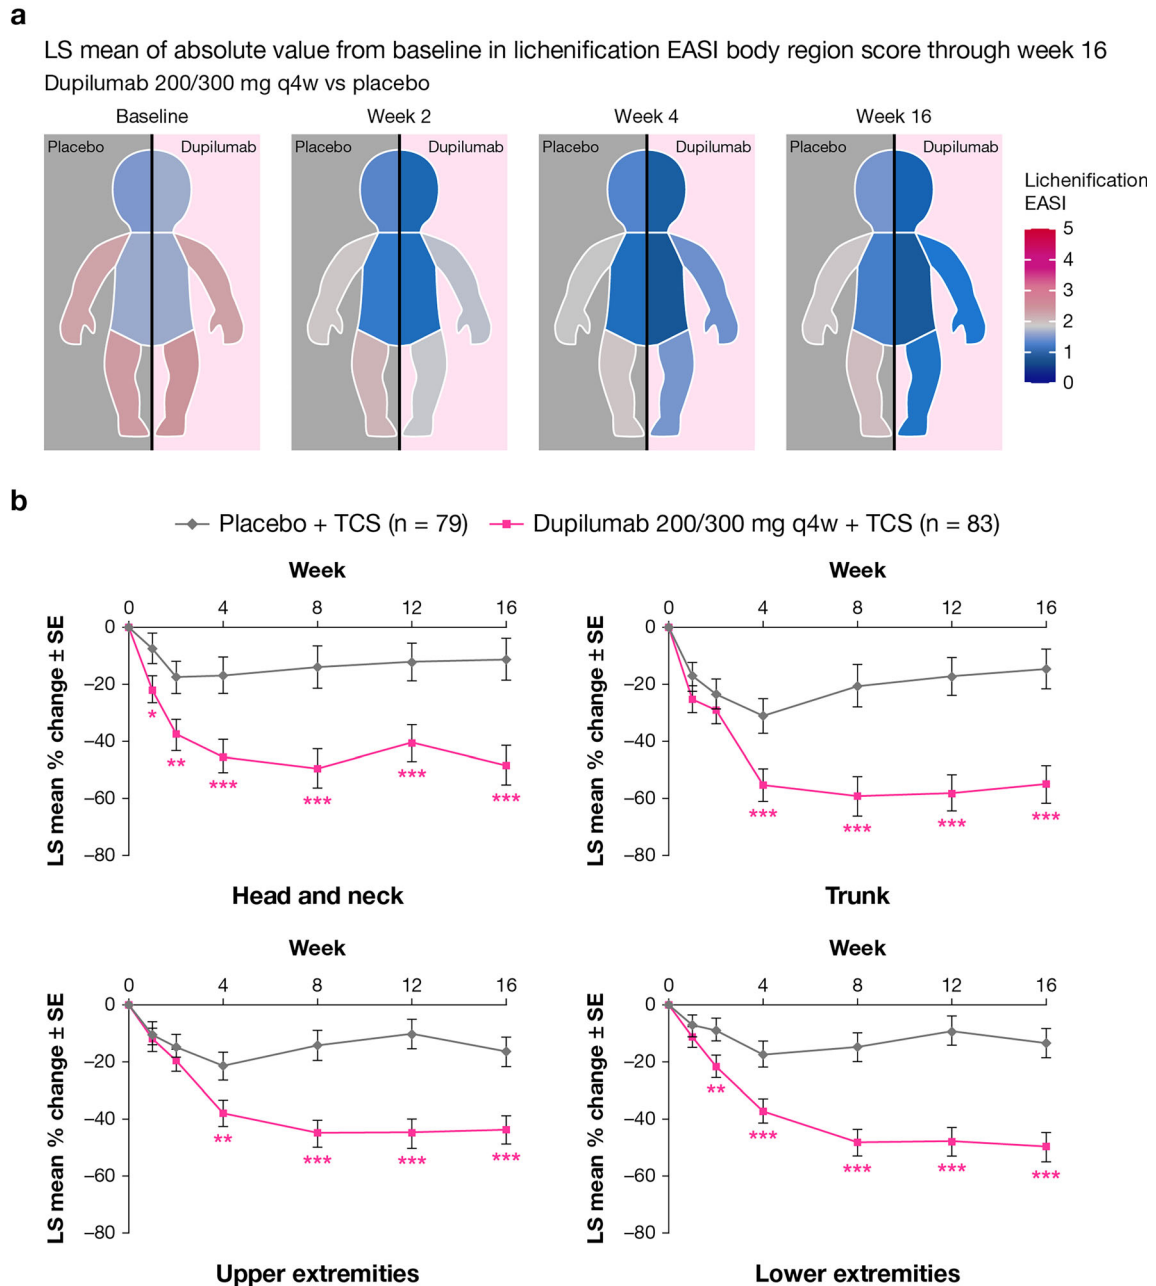 a
LS mean of absolute value from baseline in lichenification EASI body region score through week 16
Dupilumab 200/300 mg q4w vs placebo
Baseline
Week 2
Week 4
Week 16
Placebo
Dupilumab
Placebo
Dupilumab
Placebo
Dupilumab
Placebo
Dupilumab
Lichenification
EASI
5
4
3
2
1
0
b
Placebo + TCS (n = 79)
Dupilumab 200/300 mg q4w + TCS (n = 83)
Week
0 4 8 12 16
LS mean % change ± SE
0
–20
–40
–60
–80
*
**
***
***
***
***
Head and neck
Week
0 4 8 12 16
LS mean % change ± SE
0
–20
–40
–60
–80
***
***
***
***
Trunk
Week
0 4 8 12 16
LS mean % change ± SE
0
–20
–40
–60
–80
**
***
***
***
Upper extremities
Week
0 4 8 12 16
LS mean % change ± SE
0
–20
–40
–60
–80
**
***
***
***
***
Lower extremities